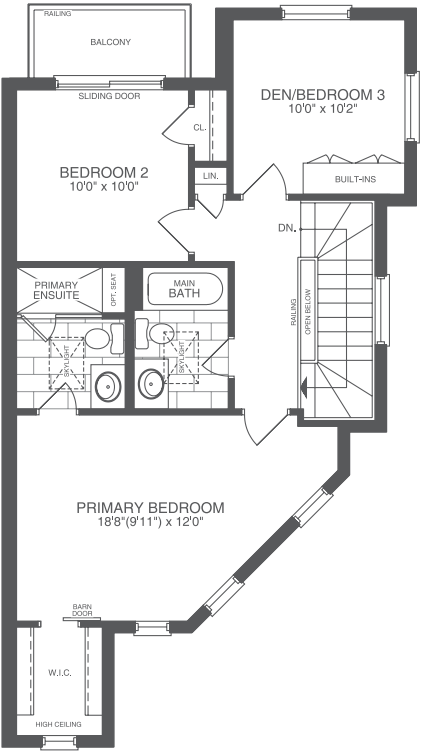 RAILING
BALCONY
SLIDING DOOR
DEN/BEDROOM 3
10'0" x 10'2"
CL.
BEDROOM 2
10'0" x 10'0"
LIN.
BUILT-INS
DN.
PRIMARY
ENSUITE
OPT. SEAT
MAIN
BATH
RAILING
OPEN BELOW
SKYLIGHT
SKYLIGHT
PRIMARY BEDROOM
18'8"(9'11") x 12'0"
BARN
DOOR
W.I.C.
HIGH CEILING